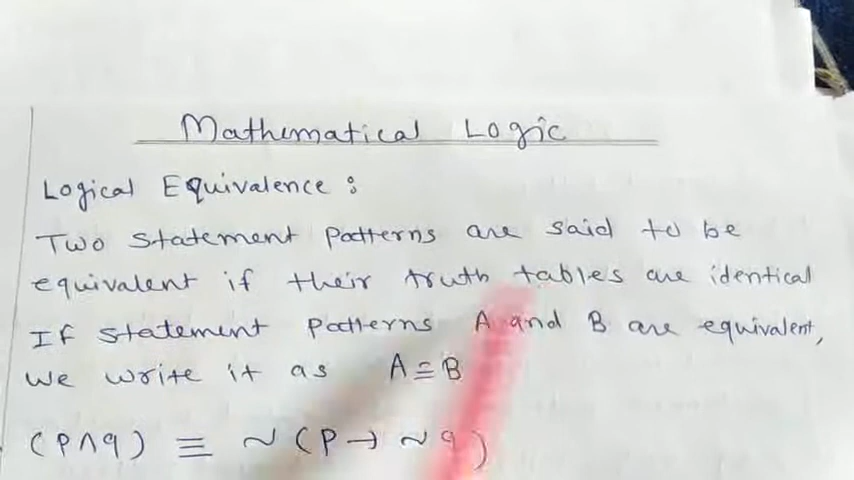 Mathematical Logic
Logical Equivalence :
Two statement patterns are said to be
equivalent if their truth tables are identical
If statement patterns A and B are equivalent,
we write it as A ≡ B
(p ∧ q) ≡ ~ (p → ~ q)